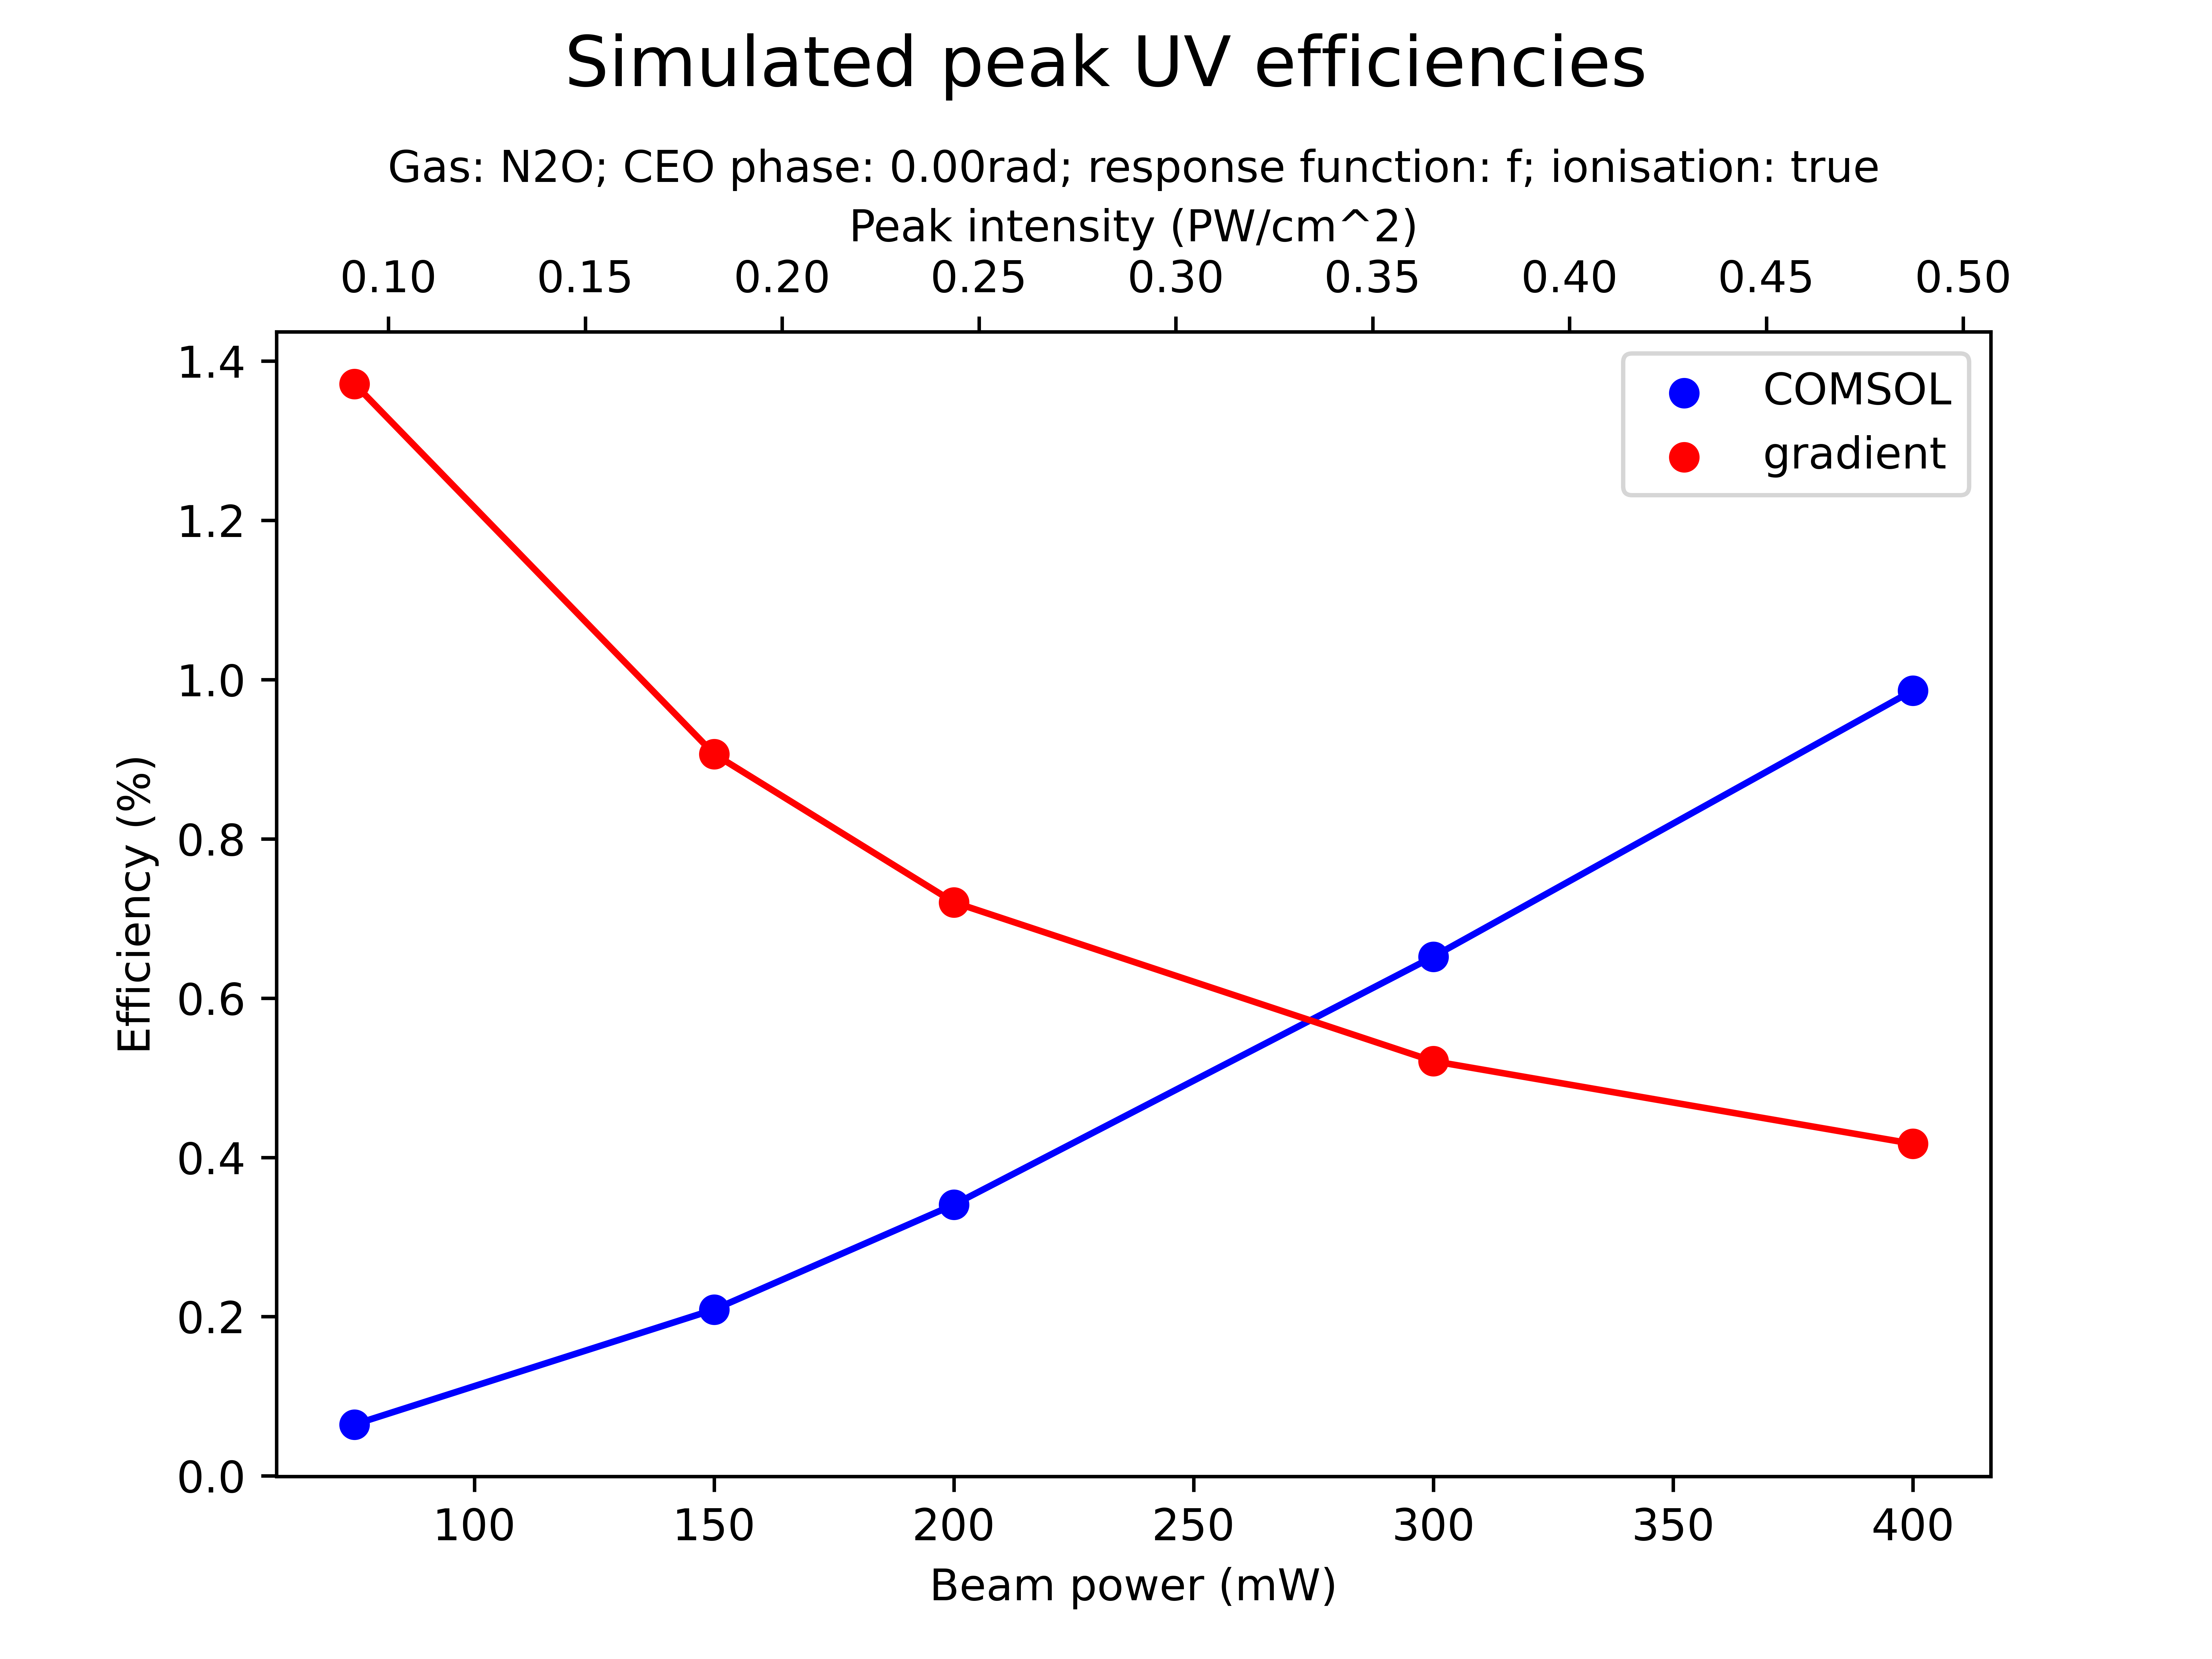 Simulated peak UV efficiencies
Gas: N2O; CEO phase: 0.00rad; response function: f; ionisation: true
Peak intensity (PW/cm^2)
0.10 0.15 0.20 0.25 0.30 0.35 0.40 0.45 0.50
COMSOL
gradient
Efficiency (%)
1.4
1.2
1.0
0.8
0.6
0.4
0.2
0.0
100 150 200 250 300 350 400
Beam power (mW)